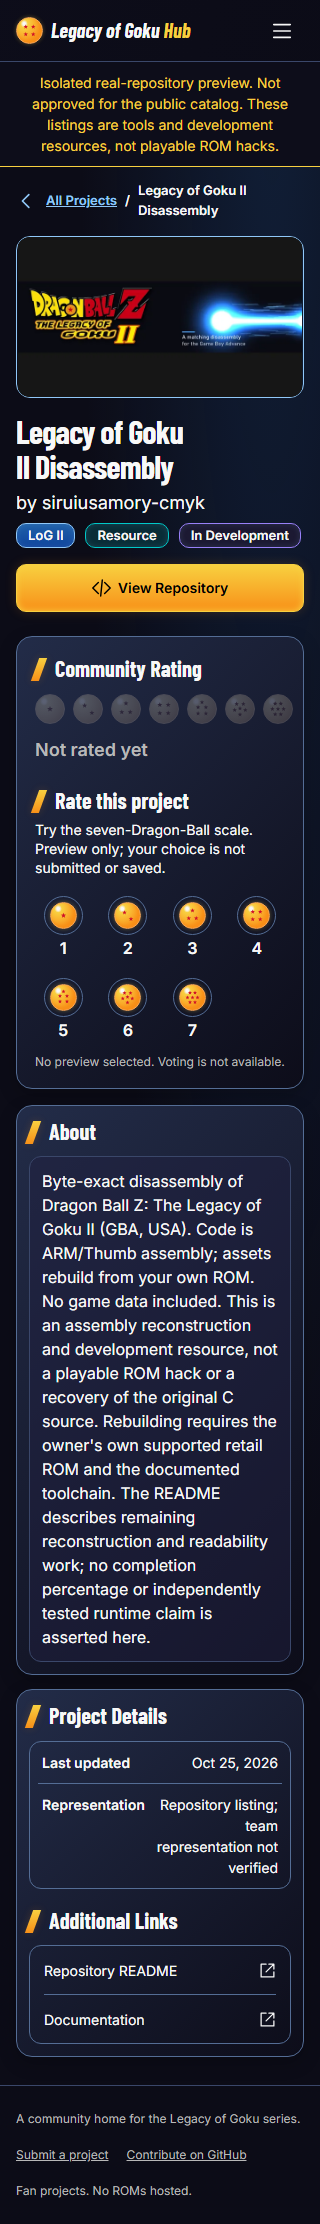 Legacy of Goku Hub
Isolated real-repository preview. Not
approved for the public catalog. These
listings are tools and development
resources, not playable ROM hacks.
All Projects / Legacy of Goku II
Disassembly
DRAGON BALL Z
THE LEGACY OF
GOKU II
A matching disassembly
for the Game Boy Advance
Legacy of Goku
II Disassembly
by siruiusamory-cmyk
LoG II Resource In Development
View Repository
Community Rating
Not rated yet
Rate this project
Try the seven-Dragon-Ball scale.
Preview only; your choice is not
submitted or saved.
1 2 3 4
5 6 7
No preview selected. Voting is not available.
About
Byte-exact disassembly of
Dragon Ball Z: The Legacy of
Goku II (GBA, USA). Code is
ARM/Thumb assembly; assets
rebuild from your own ROM.
No game data included. This is
an assembly reconstruction
and development resource, not
a playable ROM hack or a
recovery of the original C
source. Rebuilding requires the
owner's own supported retail
ROM and the documented
toolchain. The README
describes remaining
reconstruction and readability
work; no completion
percentage or independently
tested runtime claim is
asserted here.
Project Details
Last updated Oct 25, 2026
Representation Repository listing;
team
representation not
verified
Additional Links
Repository README
Documentation
A community home for the Legacy of Goku series.
Submit a project Contribute on GitHub
Fan projects. No ROMs hosted.